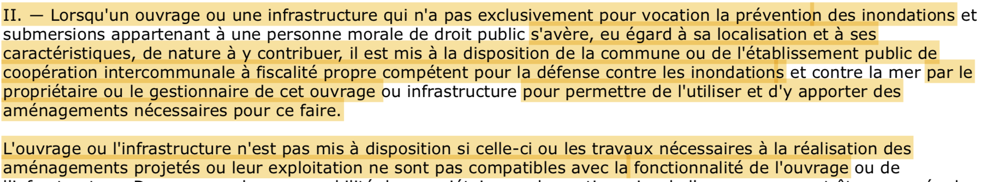 II. — Lorsqu'un ouvrage ou une infrastructure qui n'a pas exclusivement pour vocation la prévention des inondations et
submersions appartenant à une personne morale de droit public s'avère, eu égard à sa localisation et à ses
caractéristiques, de nature à y contribuer, il est mis à la disposition de la commune ou de l'établissement public de
coopération intercommunale à fiscalité propre compétent pour la défense contre les inondations et contre la mer par le
propriétaire ou le gestionnaire de cet ouvrage ou infrastructure pour permettre de l'utiliser et d'y apporter des
aménagements nécessaires pour ce faire.
L'ouvrage ou l'infrastructure n'est pas mis à disposition si celle-ci ou les travaux nécessaires à la réalisation des
aménagements projetés ou leur exploitation ne sont pas compatibles avec la fonctionnalité de l'ouvrage ou de